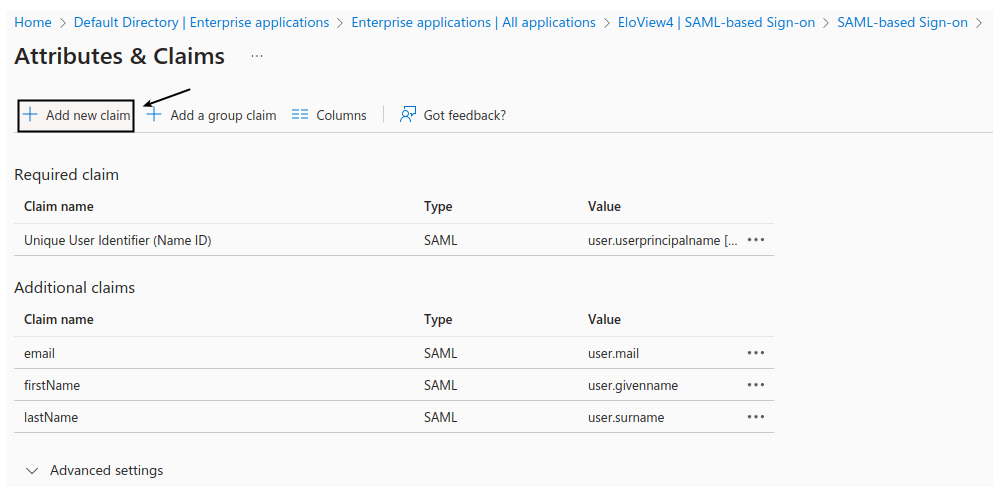 Home > Default Directory | Enterprise applications > Enterprise applications | All applications > EloView4 | SAML-based Sign-on > SAML-based Sign-on >
Attributes & Claims ...
Add new claim Add a group claim Columns Got feedback?
Required claim
Claim name Type Value
Unique User Identifier (Name ID) SAML user.userprincipalname [... •••
Additional claims
Claim name Type Value
email SAML user.mail •••
firstName SAML user.givenname •••
lastName SAML user.surname •••
Advanced settings